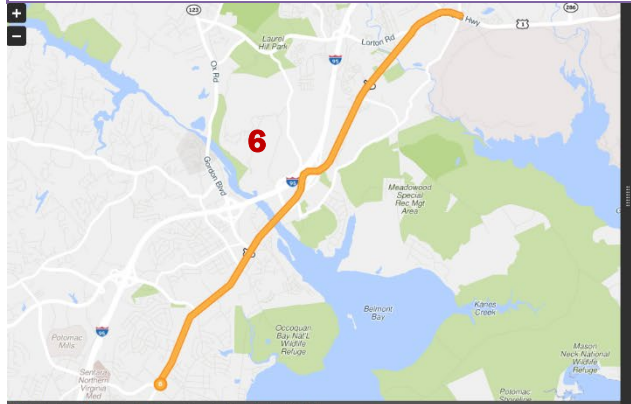 +
−
123
286
Laurel
Hill Park
Lorton Rd
Hwy
1
95
Ox Rd
6
Gordon Blvd
95
Meadowood
Special
Rec Mgt
Area
Belmont
Bay
Kanes
Creek
Occoquan
Bay Nat'L
Wildlife
Refuge
95
Potomac
Mills
Sentara
Northern
Virginia
Med
Mason
Neck National
Wildlife
Refuge
Potomac
Shoreline